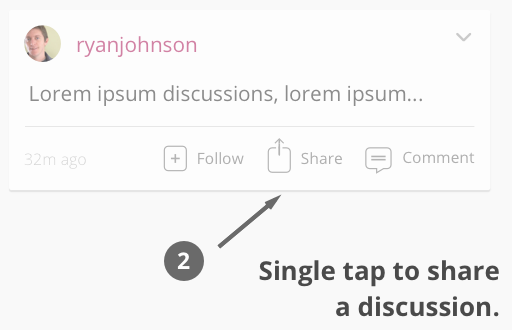 ryanjohnson
Lorem ipsum discussions, lorem ipsum...
32m ago Follow Share Comment
2
Single tap to share
a discussion.